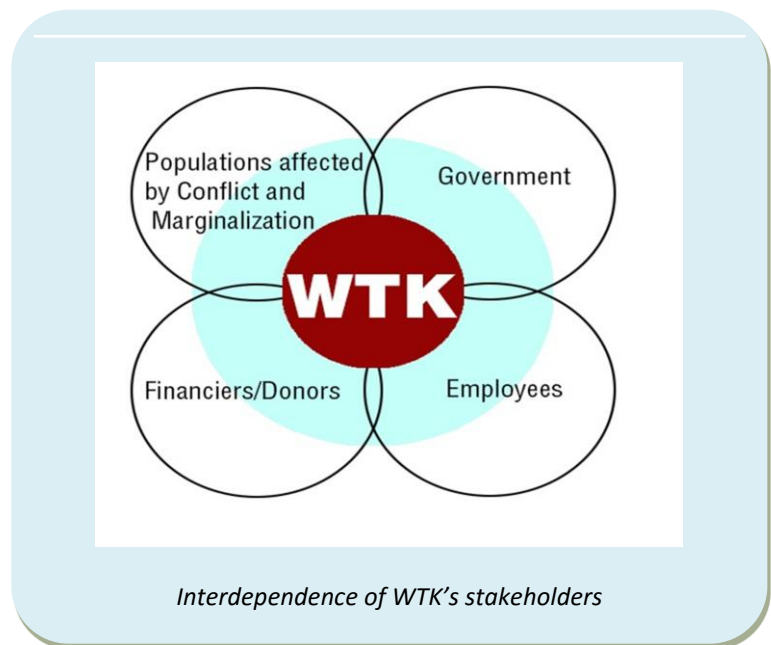 Populations affected
by Conflict and
Marginalization
Government
WTK
Financiers/Donors
Employees
Interdependence of WTK’s stakeholders